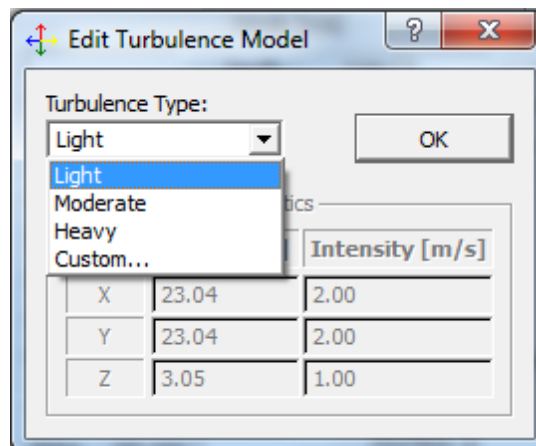 Edit Turbulence Model
Turbulence Type:
Light
OK
Light
Moderate
Heavy
Custom...
Intensity [m/s]
X 23.04 2.00
Y 23.04 2.00
Z 3.05 1.00